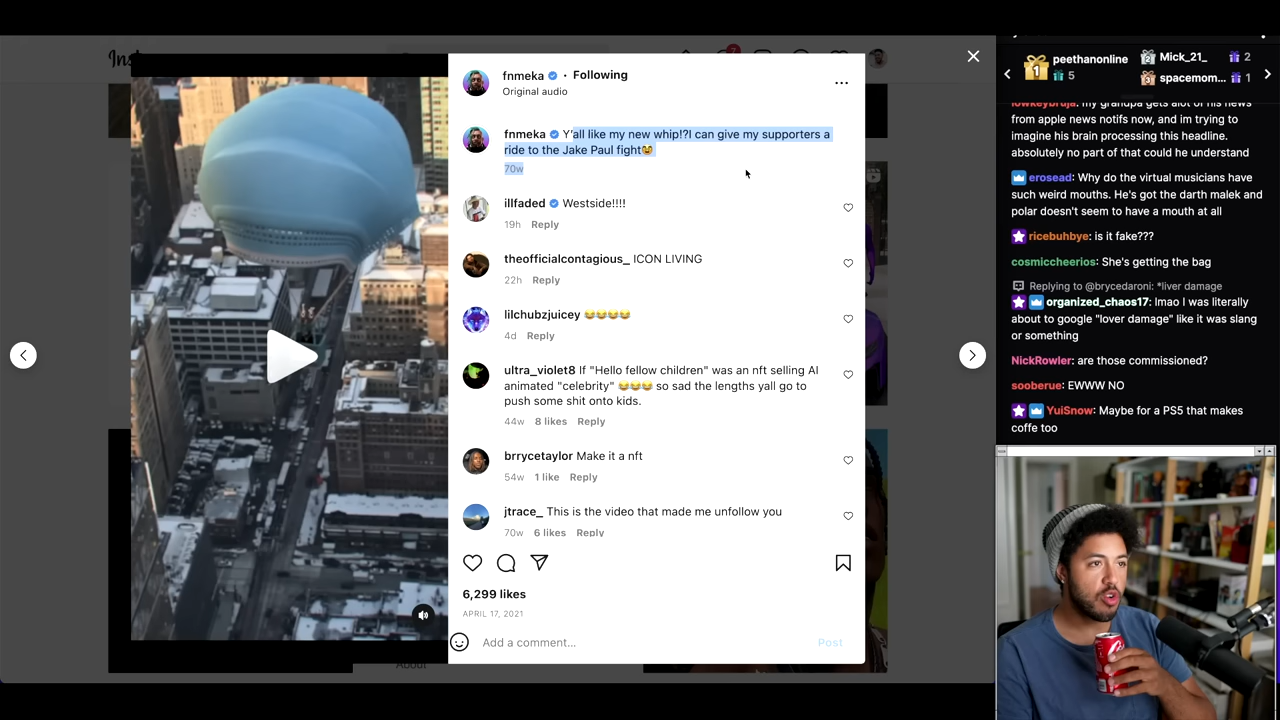 Ins
7
fnmeka • Following
Original audio
fnmeka Y'all like my new whip!?I can give my supporters a
ride to the Jake Paul fight🤡
70w
illfaded Westside!!!!
19h Reply
theofficialcontagious_ ICON LIVING
22h Reply
lilchubzjuicey 😂😂😂😂
4d Reply
ultra_violet8 If "Hello fellow children" was an nft selling AI
animated "celebrity" 😂😂😂 so sad the lengths yall go to
push some shit onto kids.
44w 8 likes Reply
brrycetaylor Make it a nft
54w 1 like Reply
jtrace_ This is the video that made me unfollow you
70w 6 likes Reply
6,299 likes
APRIL 17, 2021
Add a comment... Post
About
1 peethanonline
5
2 Mick_21_ 2
3 spacemom... 1
lowkeybruja: my grandpa gets alot of his news
from apple news notifs now, and im trying to
imagine his brain processing this headline.
absolutely no part of that could he understand
erosead: Why do the virtual musicians have
such weird mouths. He's got the darth malek and
polar doesn't seem to have a mouth at all
ricebuhbye: is it fake???
cosmiccheerios: She's getting the bag
Replying to @brycedaroni: *liver damage
organized_chaos17: lmao I was literally
about to google "lover damage" like it was slang
or something
NickRowler: are those commissioned?
sooberue: EWWW NO
YuiSnow: Maybe for a PS5 that makes
coffe too